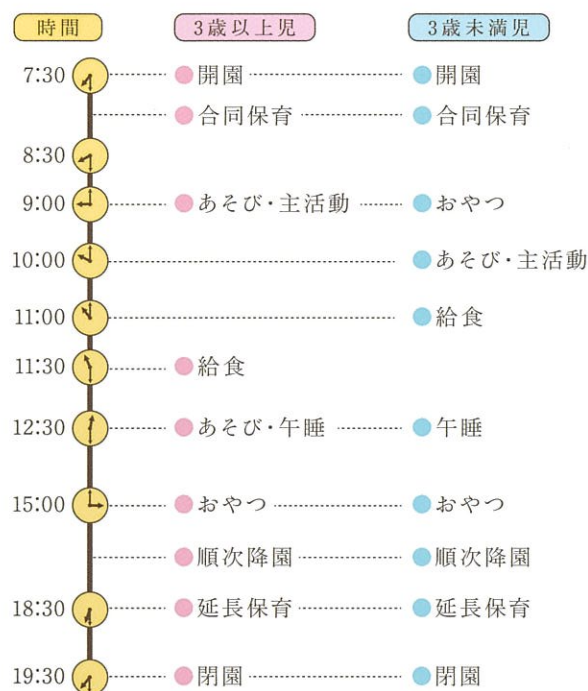 時間 3歳以上児 3歳未満児
7:30 開園 開園
合同保育 合同保育
8:30
9:00 あそび・主活動 おやつ
10:00 あそび・主活動
11:00 給食
11:30 給食
12:30 あそび・午睡 午睡
15:00 おやつ おやつ
順次降園 順次降園
18:30 延長保育 延長保育
19:30 閉園 閉園